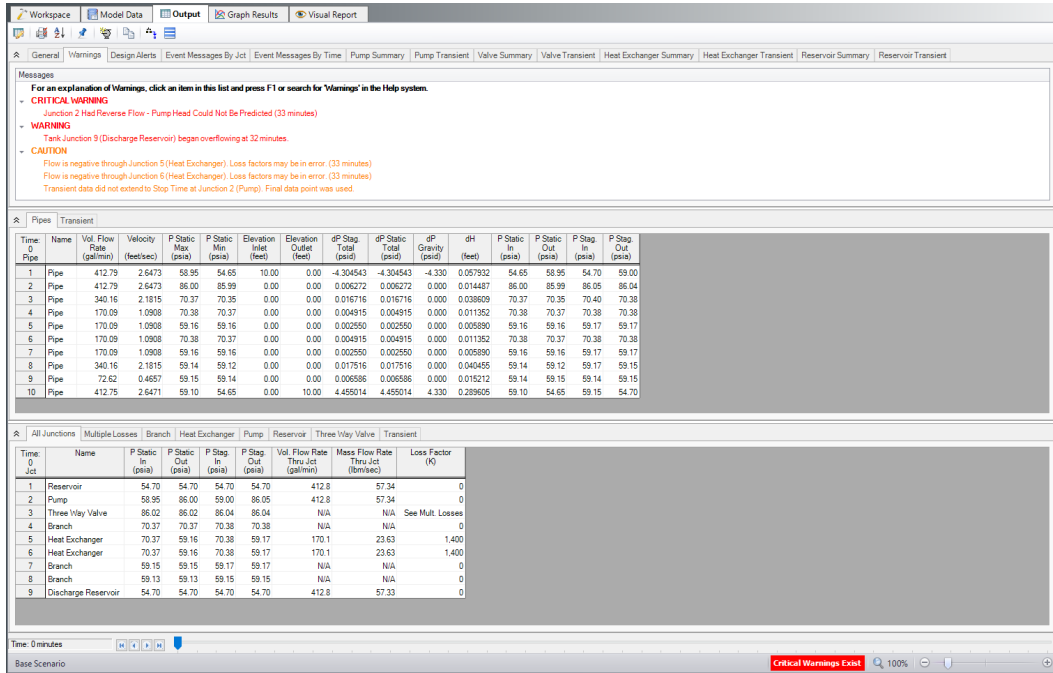 Workspace Model Data Output Graph Results Visual Report
General Warnings Design Alerts Event Messages By Jct Event Messages By Time Pump Summary Pump Transient Valve Summary Valve Transient Heat Exchanger Summary Heat Exchanger Transient Reservoir Summary Reservoir Transient
Messages
For an explanation of Warnings, click an item in this list and press F1 or search for 'Warnings' in the Help system.
CRITICAL WARNING
Junction 2 Had Reverse Flow - Pump Head Could Not Be Predicted (33 minutes)
WARNING
Tank Junction 9 (Discharge Reservoir) began overflowing at 32 minutes.
CAUTION
Flow is negative through Junction 5 (Heat Exchanger). Loss factors may be in error. (33 minutes)
Flow is negative through Junction 6 (Heat Exchanger). Loss factors may be in error. (33 minutes)
Transient data did not extend to Stop Time at Junction 2 (Pump). Final data point was used.
Pipes Transient
Time: Name Vol. Flow Velocity P Static P Static Elevation Elevation dP Stag. dP Static dP dH P Static P Static P Stag. P Stag.
0 Rate Max Min Inlet Outlet Total Total Gravity In Out In Out
Pipe (gal/min) (feet/sec) (psia) (psia) (feet) (feet) (psid) (psid) (psid) (feet) (psia) (psia) (psia) (psia)
1 Pipe 412.79 2.6473 58.95 54.65 10.00 0.00 -4.304543 -4.304543 -4.330 0.057932 54.65 58.95 54.70 59.00
2 Pipe 412.79 2.6473 86.00 85.99 0.00 0.00 0.006272 0.006272 0.000 0.014487 86.00 85.99 86.05 86.04
3 Pipe 340.16 2.1815 70.37 70.35 0.00 0.00 0.016716 0.016716 0.000 0.038609 70.37 70.35 70.40 70.38
4 Pipe 170.09 1.0908 70.38 70.37 0.00 0.00 0.004915 0.004915 0.000 0.011352 70.38 70.37 70.38 70.38
5 Pipe 170.09 1.0908 59.16 59.16 0.00 0.00 0.002550 0.002550 0.000 0.005890 59.16 59.16 59.17 59.17
6 Pipe 170.09 1.0908 70.38 70.37 0.00 0.00 0.004915 0.004915 0.000 0.011352 70.38 70.37 70.38 70.38
7 Pipe 170.09 1.0908 59.16 59.16 0.00 0.00 0.002550 0.002550 0.000 0.005890 59.16 59.16 59.17 59.17
8 Pipe 340.16 2.1815 59.14 59.12 0.00 0.00 0.017516 0.017516 0.000 0.040455 59.14 59.12 59.17 59.15
9 Pipe 72.62 0.4657 59.15 59.14 0.00 0.00 0.006586 0.006586 0.000 0.015212 59.14 59.15 59.14 59.15
10 Pipe 412.75 2.6471 59.10 54.65 0.00 10.00 4.455014 4.455014 4.330 0.289605 59.10 54.65 59.15 54.70
All Junctions Multiple Losses Branch Heat Exchanger Pump Reservoir Three Way Valve Transient
Time: Name P Static P Static P Stag. P Stag. Vol. Flow Rate Mass Flow Rate Loss Factor
0 In Out In Out Thru Jct Thru Jct (K)
Jct (psia) (psia) (psia) (psia) (gal/min) (lbm/sec)
1 Reservoir 54.70 54.70 54.70 54.70 412.8 57.34 0
2 Pump 58.95 86.00 59.00 86.05 412.8 57.34 0
3 Three Way Valve 86.02 86.02 86.04 86.04 N/A N/A See Mult. Losses
4 Branch 70.37 70.37 70.38 70.38 N/A N/A 0
5 Heat Exchanger 70.37 59.16 70.38 59.17 170.1 23.63 1,400
6 Heat Exchanger 70.37 59.16 70.38 59.17 170.1 23.63 1,400
7 Branch 59.15 59.15 59.17 59.17 N/A N/A 0
8 Branch 59.13 59.13 59.15 59.15 N/A N/A 0
9 Discharge Reservoir 54.70 54.70 54.70 54.70 412.8 57.33 0
Time: 0 minutes
Base Scenario Critical Warnings Exist 100%